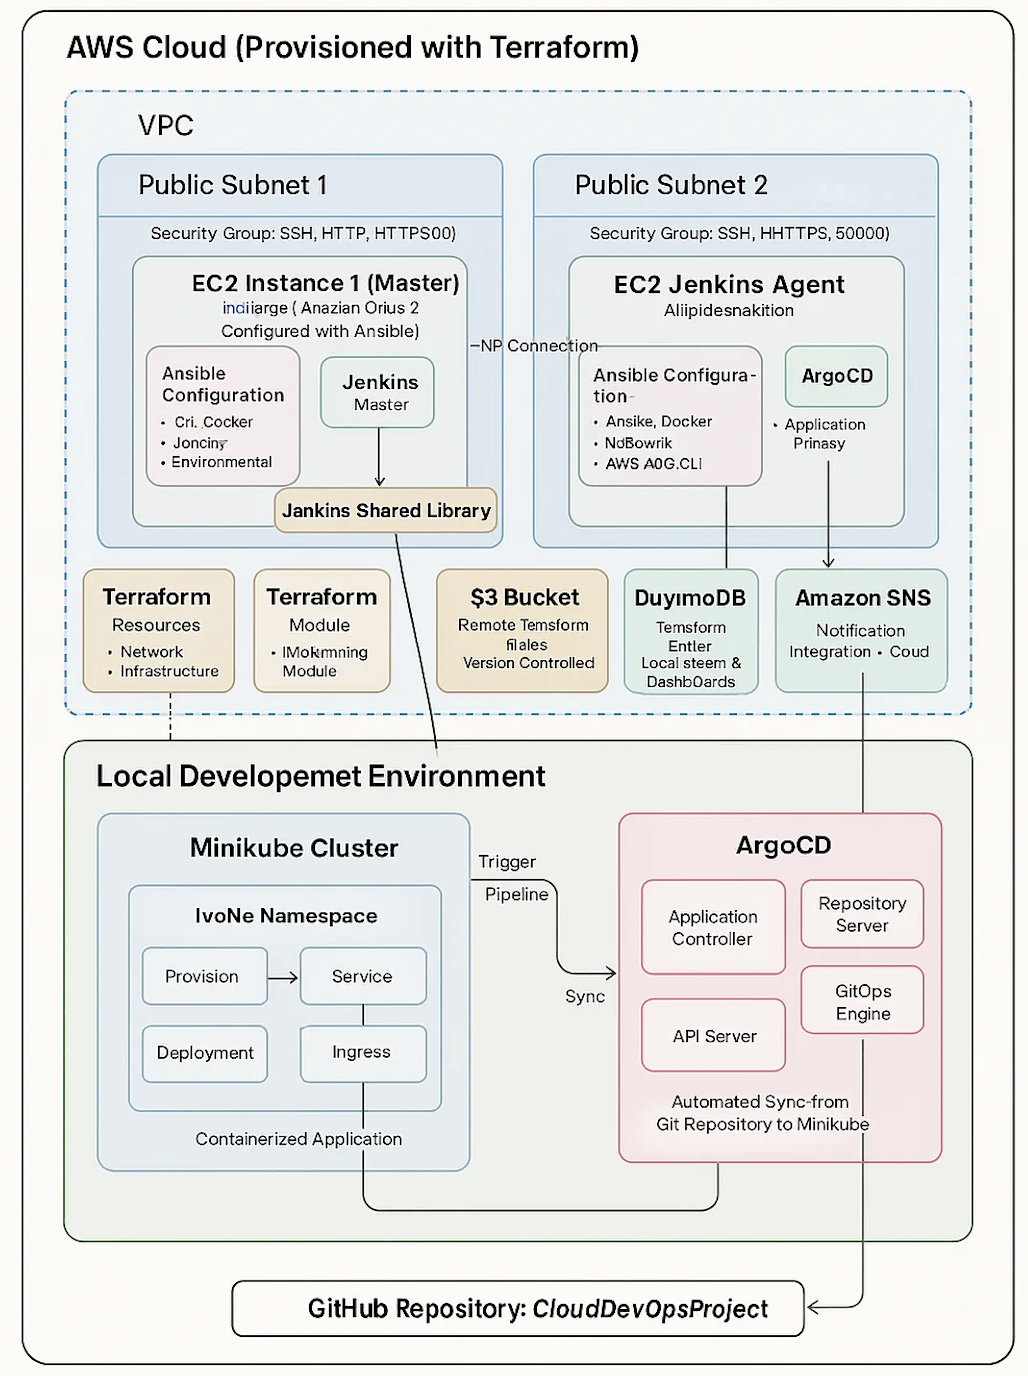 AWS Cloud (Provisioned with Terraform)
VPC
Public Subnet 1
Security Group: SSH, HTTP, HTTPS00)
EC2 Instance 1 (Master)
indiiarge ( Anazian Orius 2
Configured with Ansible)
Ansible
Configuration
• Cri. Cocker
• Jonciny
• Environmental
Jenkins
Master
Jankins Shared Library
–NP Connection
Public Subnet 2
Security Group: SSH, HHTTPS, 50000)
EC2 Jenkins Agent
Aliipidesnakition
Ansible Configura-
tion-
• Ansike, Docker
• NdBowrik
• AWS A0G.CLI
ArgoCD
• Application
Prinasy
Terraform
Resources
• Network
• Infrastructure
Terraform
Module
• IMokmning
Module
$3 Bucket
Remote Temsform
filales
Version Controlled
DuyımoDB
Temsform
Entler
Local steem &
Dashb0ards
Amazon SNS
Notification
Integration • Coud
Local Developemet Environment
Minikube Cluster
IvoNe Namespace
Provision
Service
Deployment
Ingress
Containerized Application
Trigger
Pipeline
Sync
ArgoCD
Application
Controller
Repository
Server
API Server
GitOps
Engine
Automated Sync-from
Git Repository to Minikube
GitHub Repository: CloudDevOpsProject